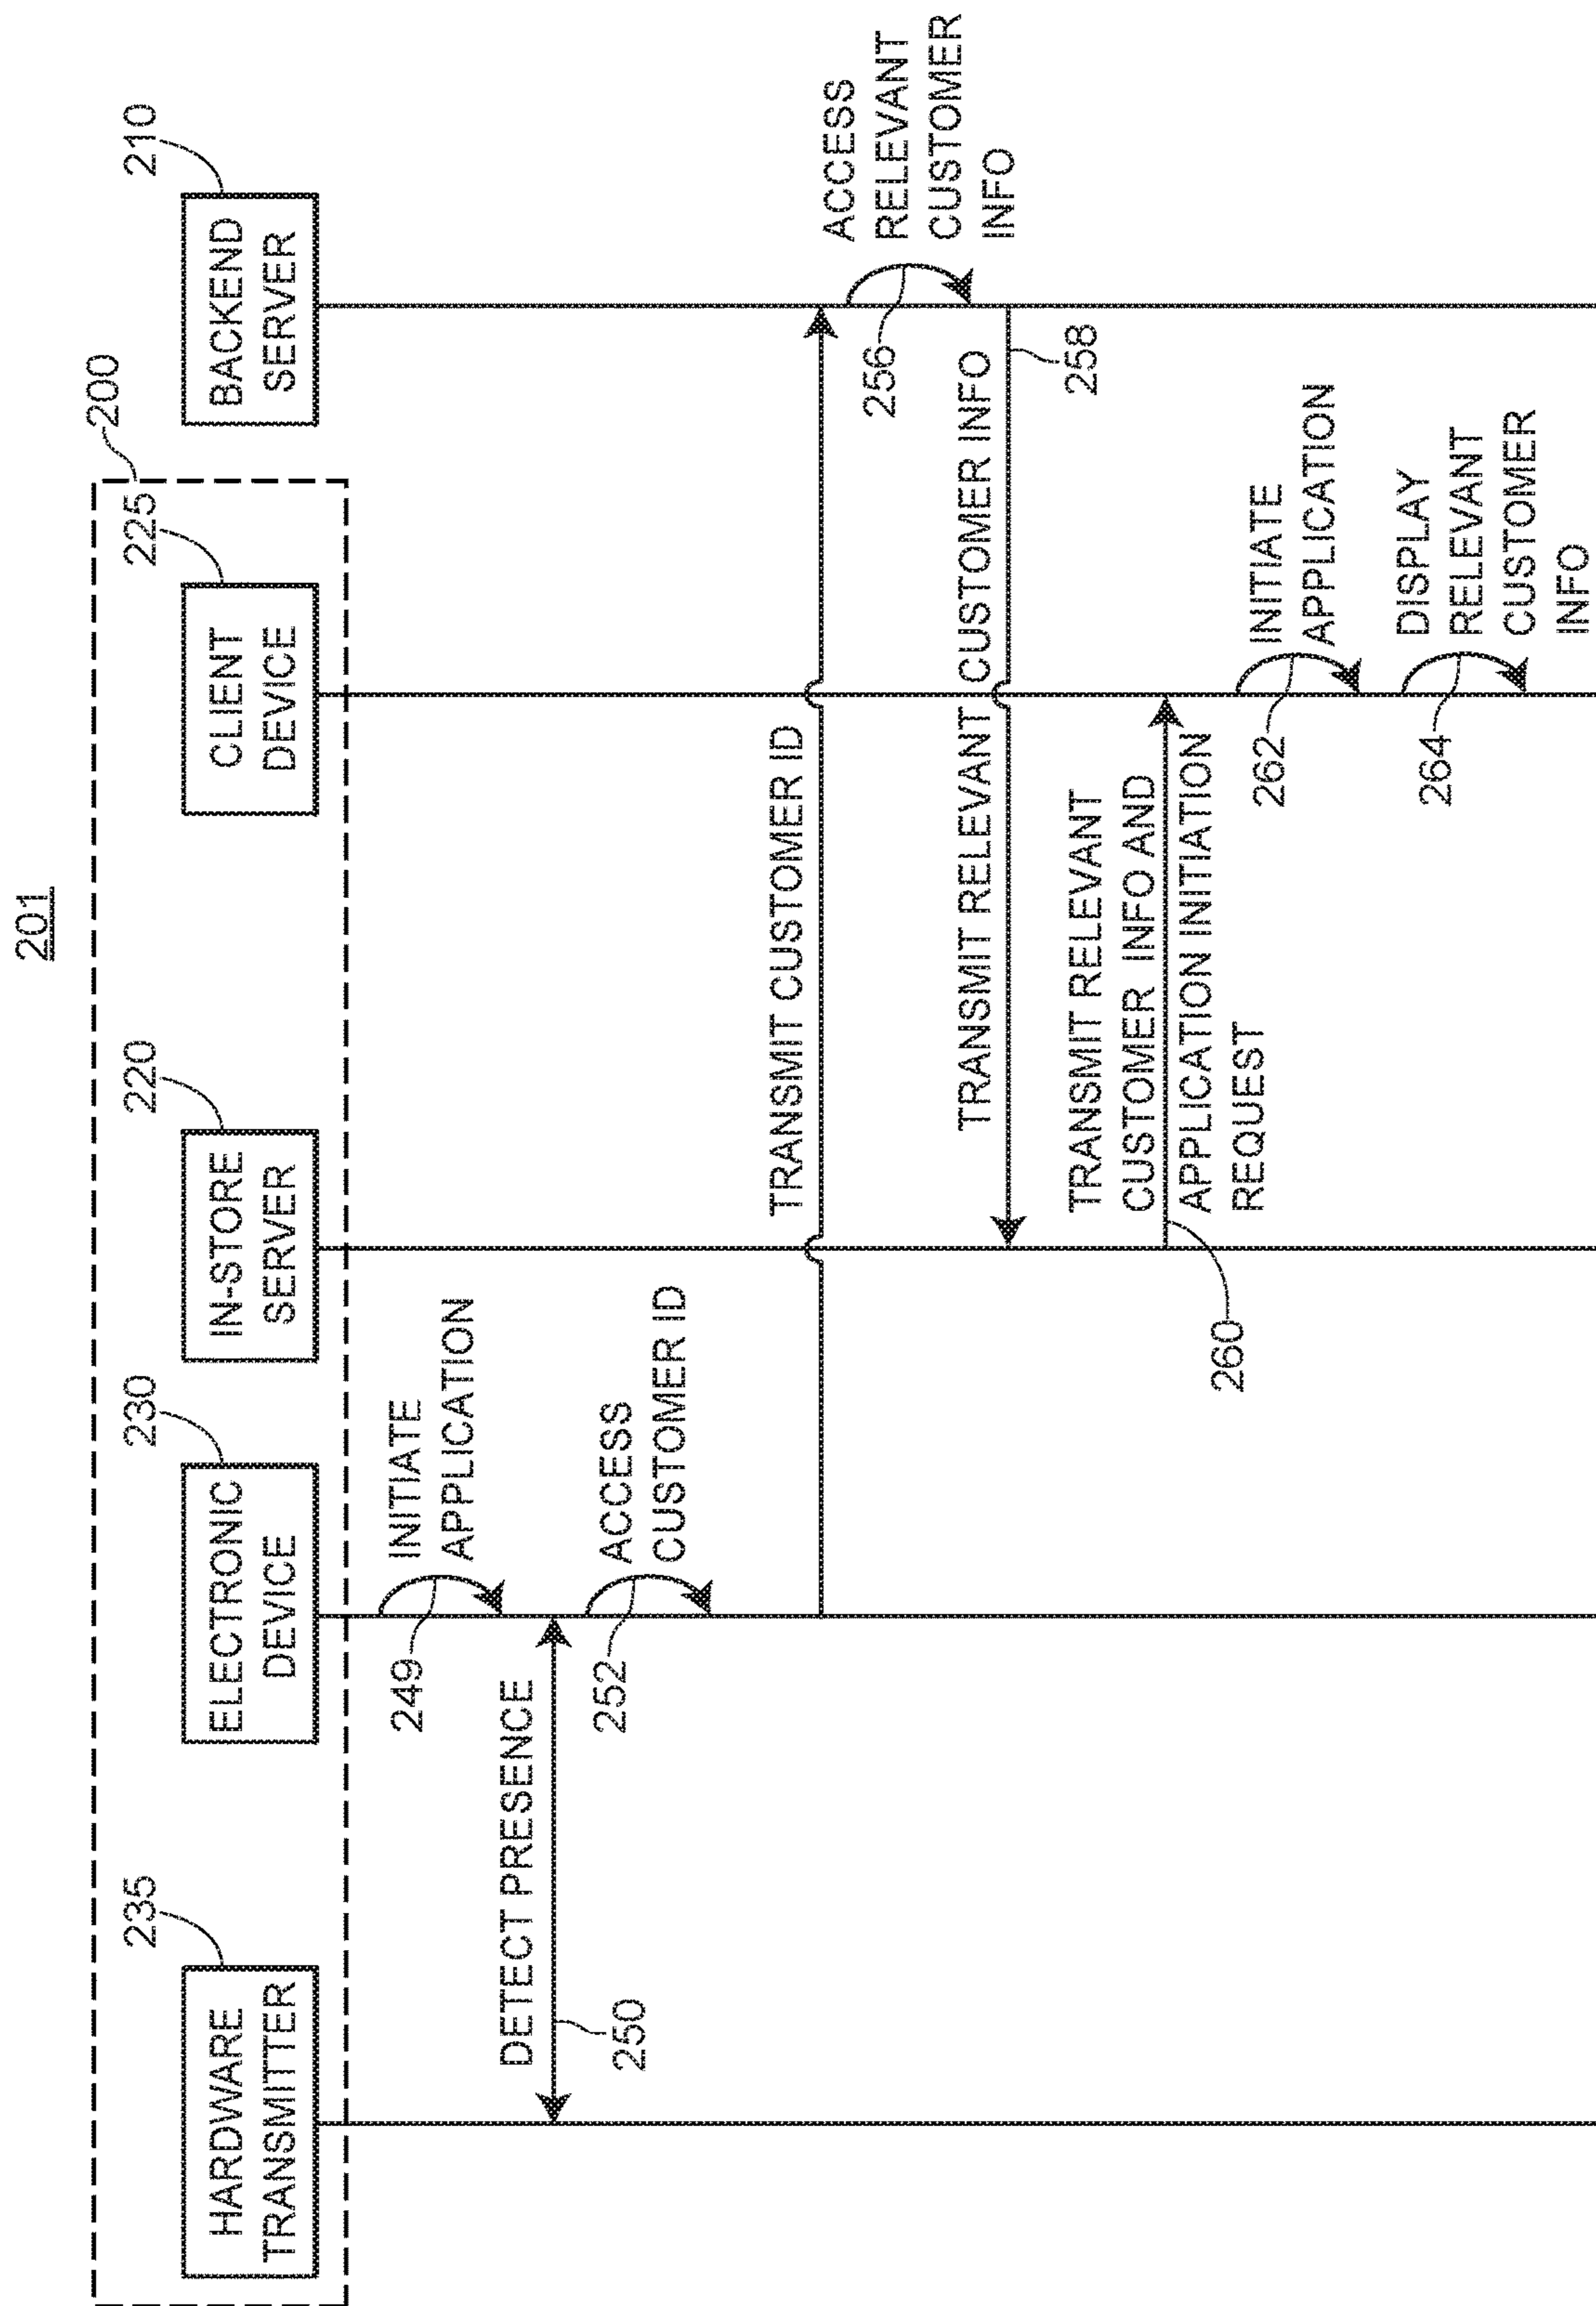 201
200
235
230
220
225
210
HARDWARE
TRANSMITTER
ELECTRONIC
DEVICE
IN-STORE
SERVER
CLIENT
DEVICE
BACKEND
SERVER
INITIATE
APPLICATION
249
DETECT PRESENCE
250
ACCESS
CUSTOMER ID
252
TRANSMIT CUSTOMER ID
ACCESS
RELEVANT
CUSTOMER
INFO
256
TRANSMIT RELEVANT CUSTOMER INFO
258
TRANSMIT RELEVANT
CUSTOMER INFO AND
APPLICATION INITIATION
REQUEST
260
INITIATE
APPLICATION
262
DISPLAY
RELEVANT
CUSTOMER
INFO
264